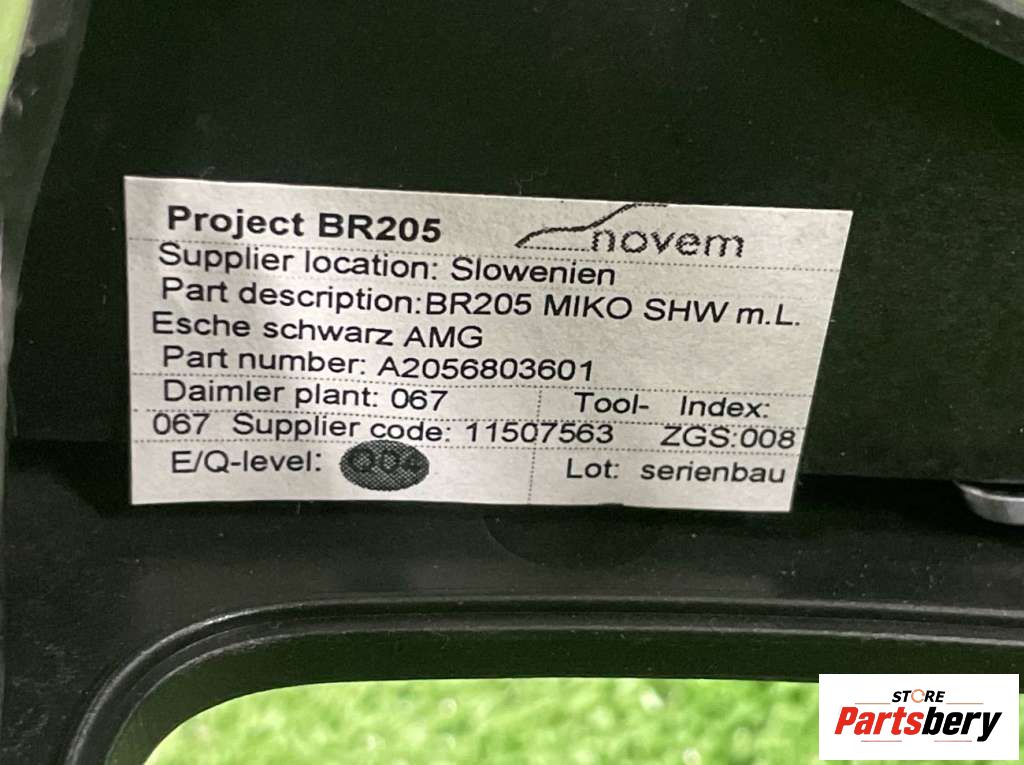 Project BR205 novem
Supplier location: Slowenien
Part description:BR205 MIKO SHW m.L.
Esche schwarz AMG
Part number: A2056803601
Daimler plant: 067 Tool- Index:
067 Supplier code: 11507563 ZGS:008
E/Q-level: Q04 Lot: serienbau
STORE
Partsbery